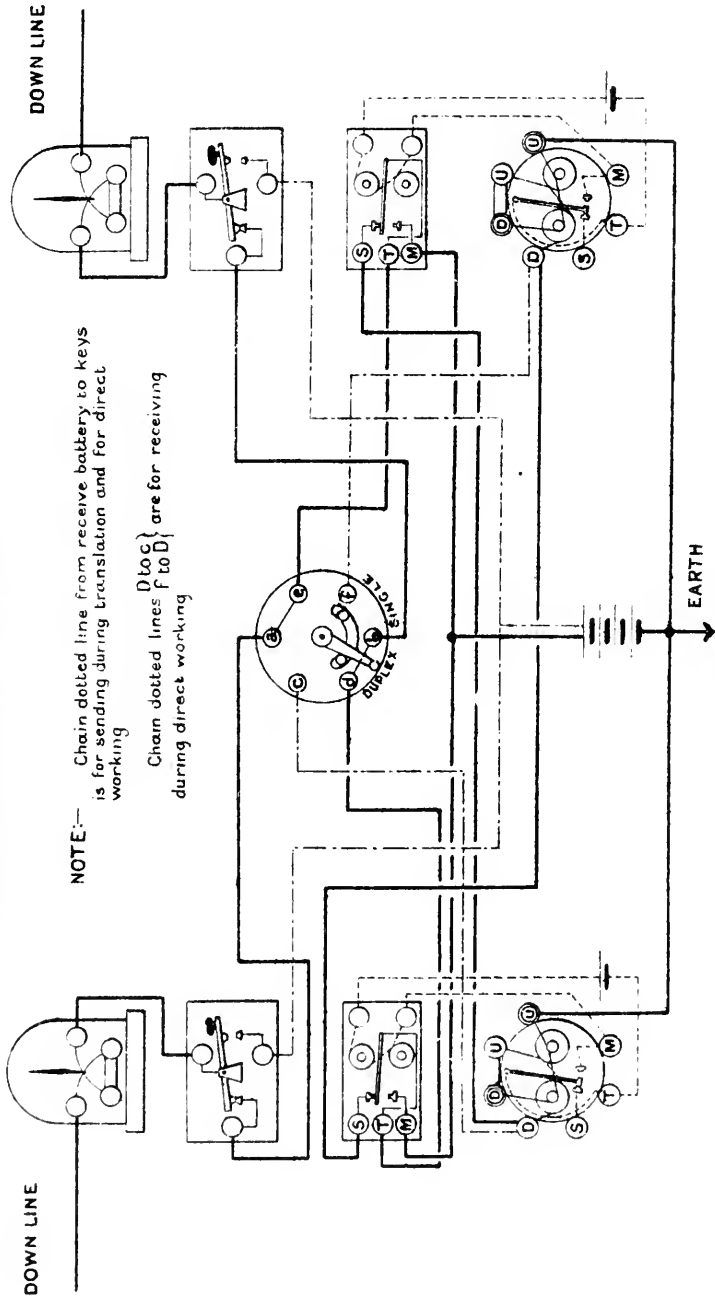 DOWN LINE
DOWN LINE
NOTE:— Chain dotted line from receive battery to keys
is for sending during translation and for direct
working
Chain dotted lines D to C } are for receiving
F to D }
during direct working
a
e
c
f
d
b
DUPLEX SINGLE
S
T
M
S
T
M
D
U
U
D
S
T
M
D
U
U
D
S
T
M
EARTH